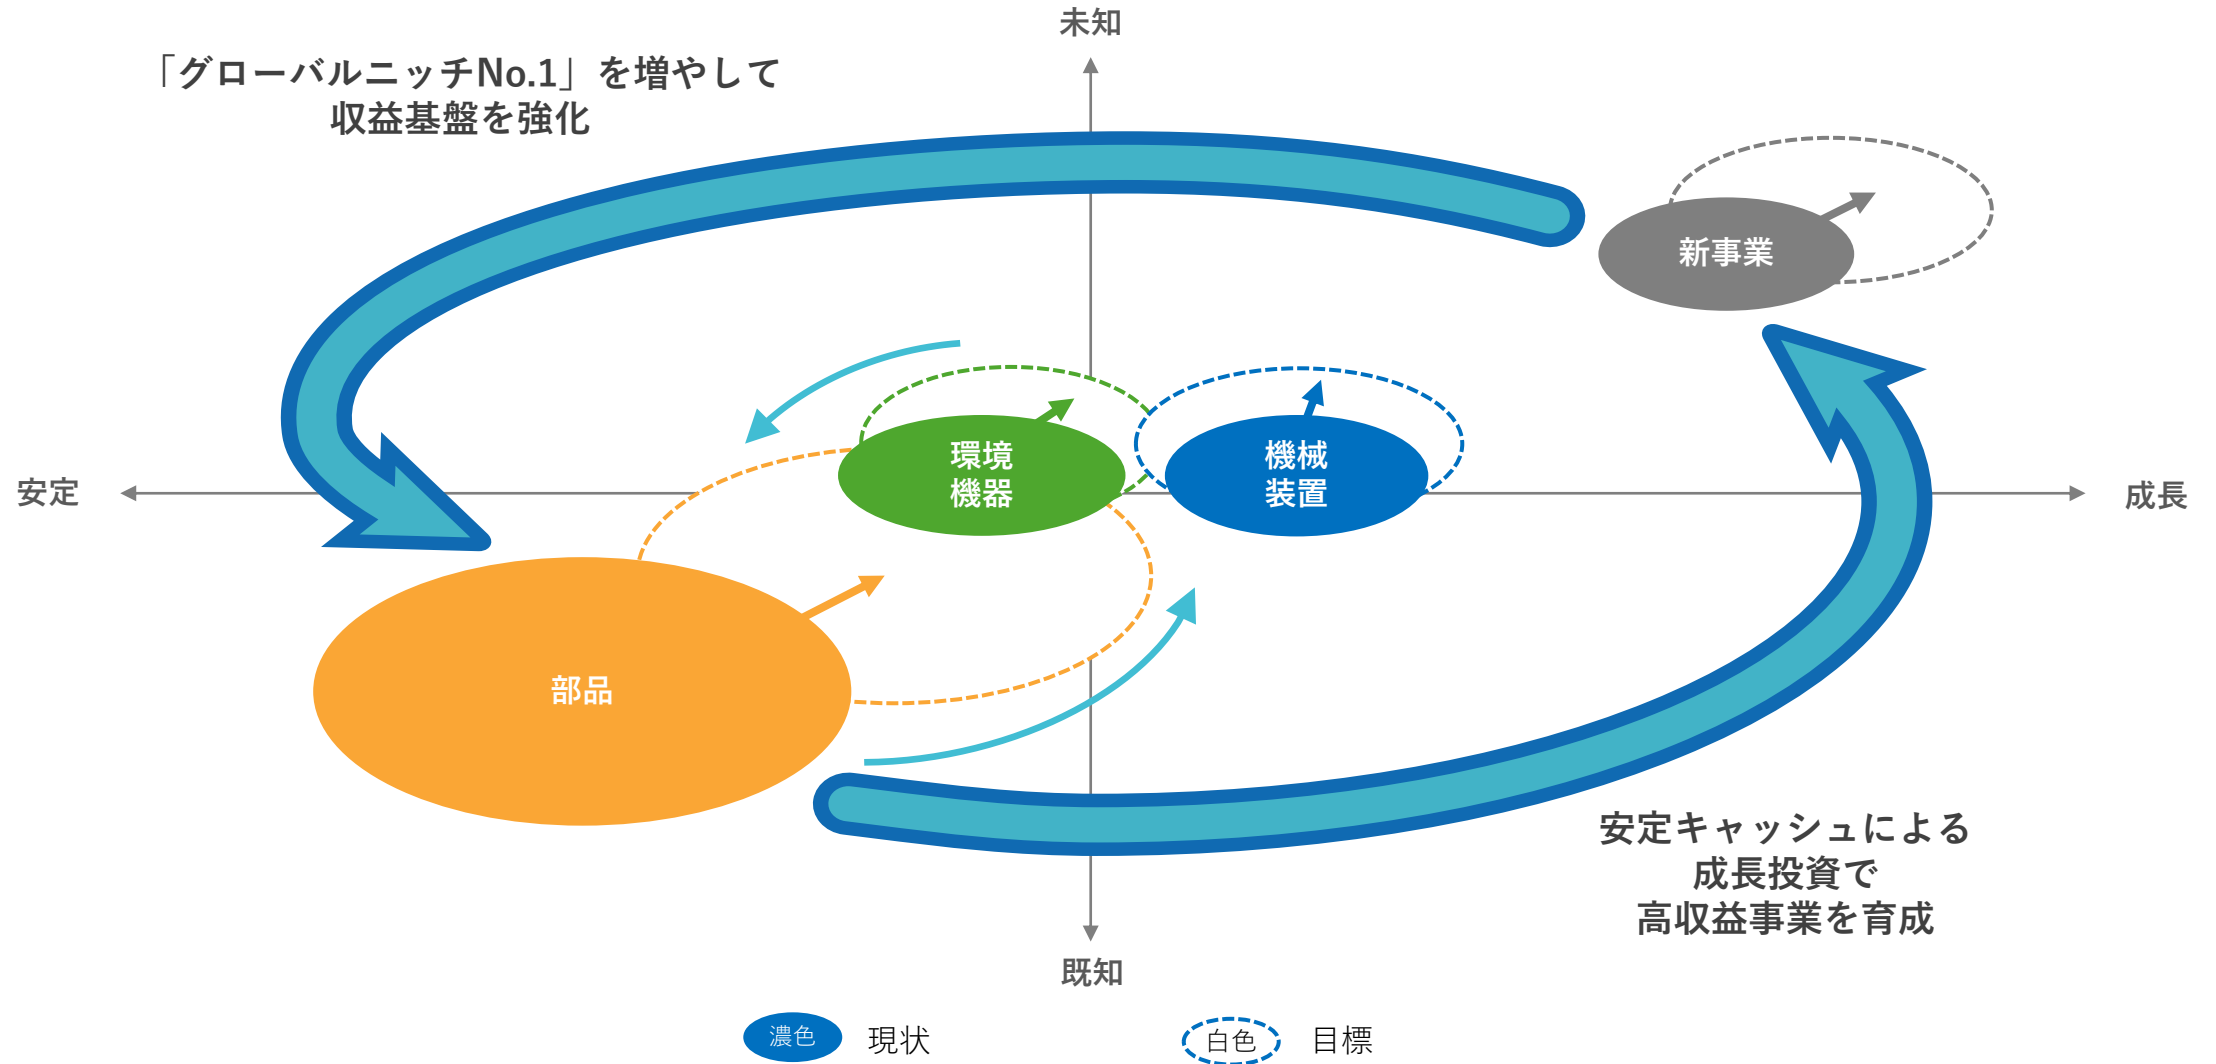 未知
「グローバルニッチNo.1」を増やして
収益基盤を強化
新事業
環境
機器
機械
装置
安定
成長
部品
安定キャッシュによる
成長投資で
高収益事業を育成
既知
濃色 現状
白色 目標